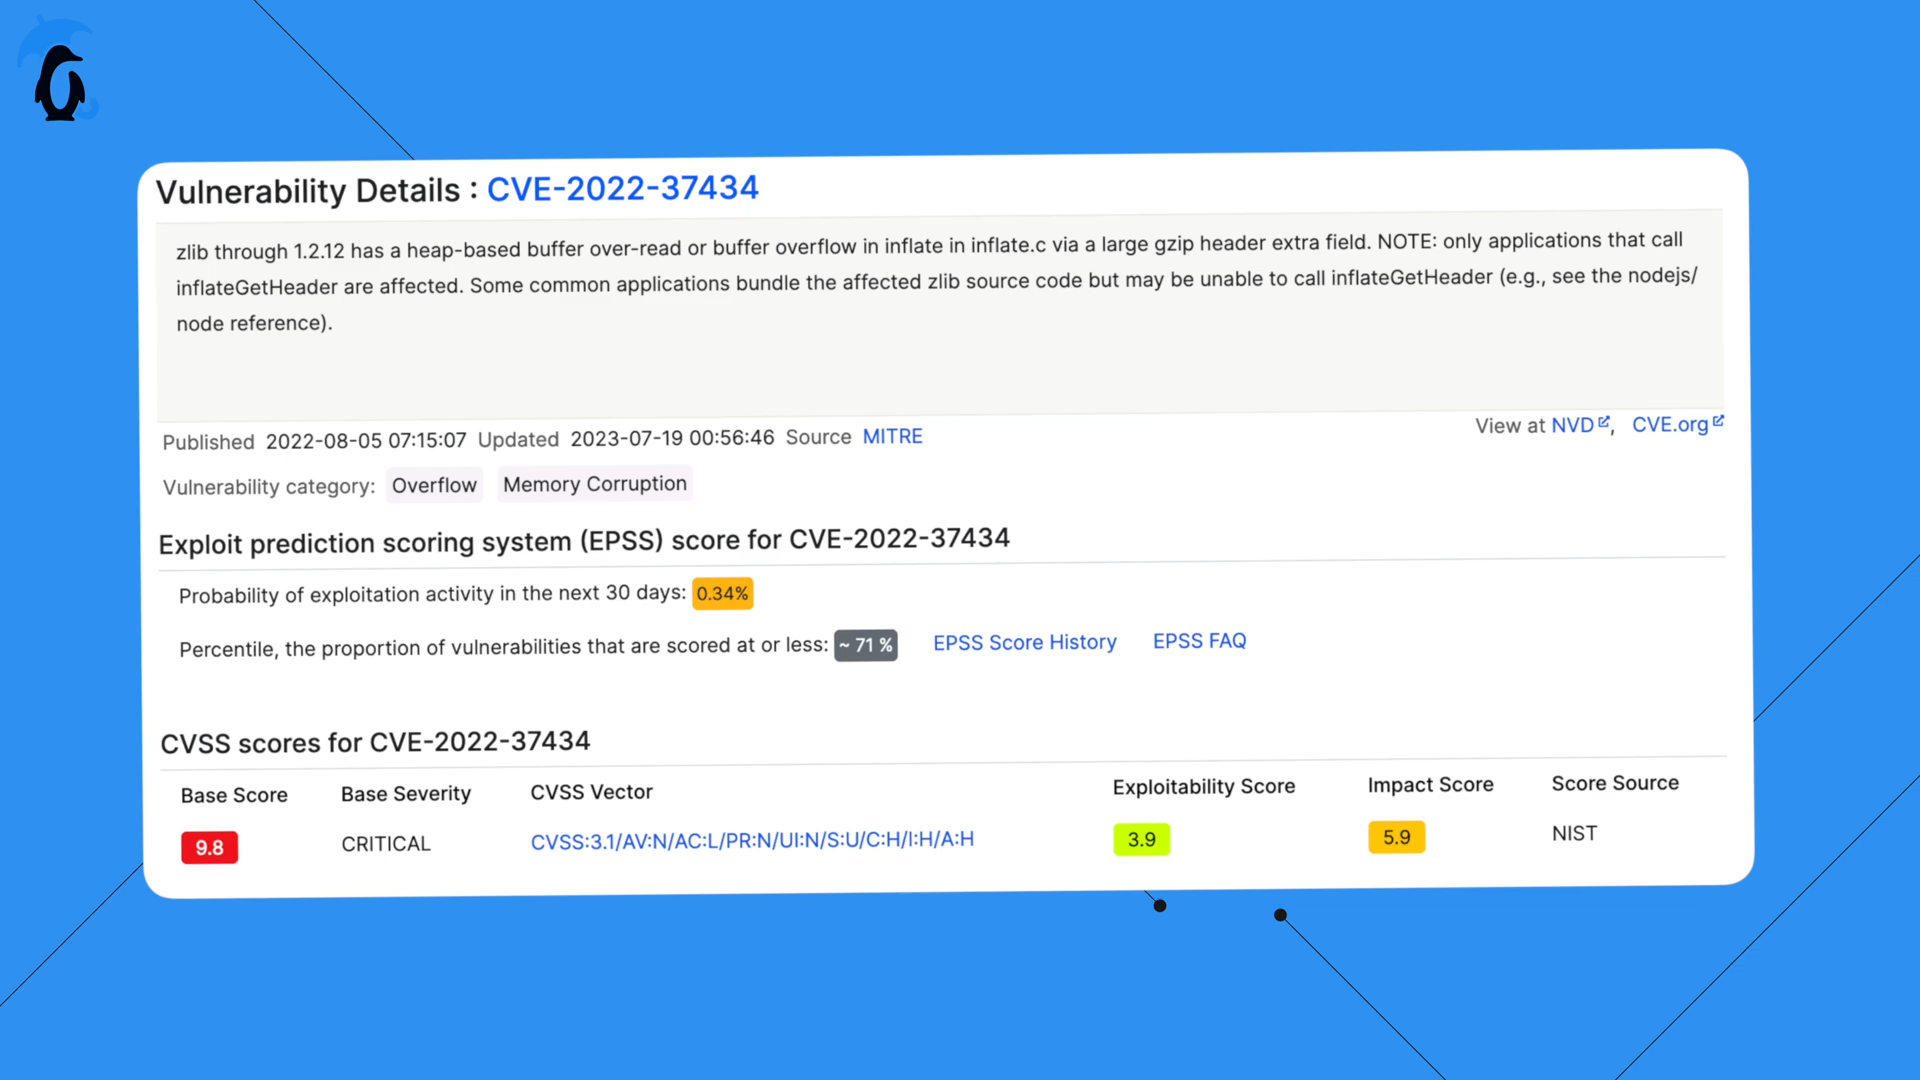 Vulnerability Details : CVE-2022-37434
zlib through 1.2.12 has a heap-based buffer over-read or buffer overflow in inflate in inflate.c via a large gzip header extra field. NOTE: only applications that call
inflateGetHeader are affected. Some common applications bundle the affected zlib source code but may be unable to call inflateGetHeader (e.g., see the nodejs/
node reference).
Published 2022-08-05 07:15:07 Updated 2023-07-19 00:56:46 Source MITRE
View at NVD, CVE.org
Vulnerability category: Overflow Memory Corruption
Exploit prediction scoring system (EPSS) score for CVE-2022-37434
Probability of exploitation activity in the next 30 days: 0.34%
Percentile, the proportion of vulnerabilities that are scored at or less: ~ 71 % EPSS Score History EPSS FAQ
CVSS scores for CVE-2022-37434
Base Score Base Severity CVSS Vector Exploitability Score Impact Score Score Source
9.8 CRITICAL CVSS:3.1/AV:N/AC:L/PR:N/UI:N/S:U/C:H/I:H/A:H 3.9 5.9 NIST